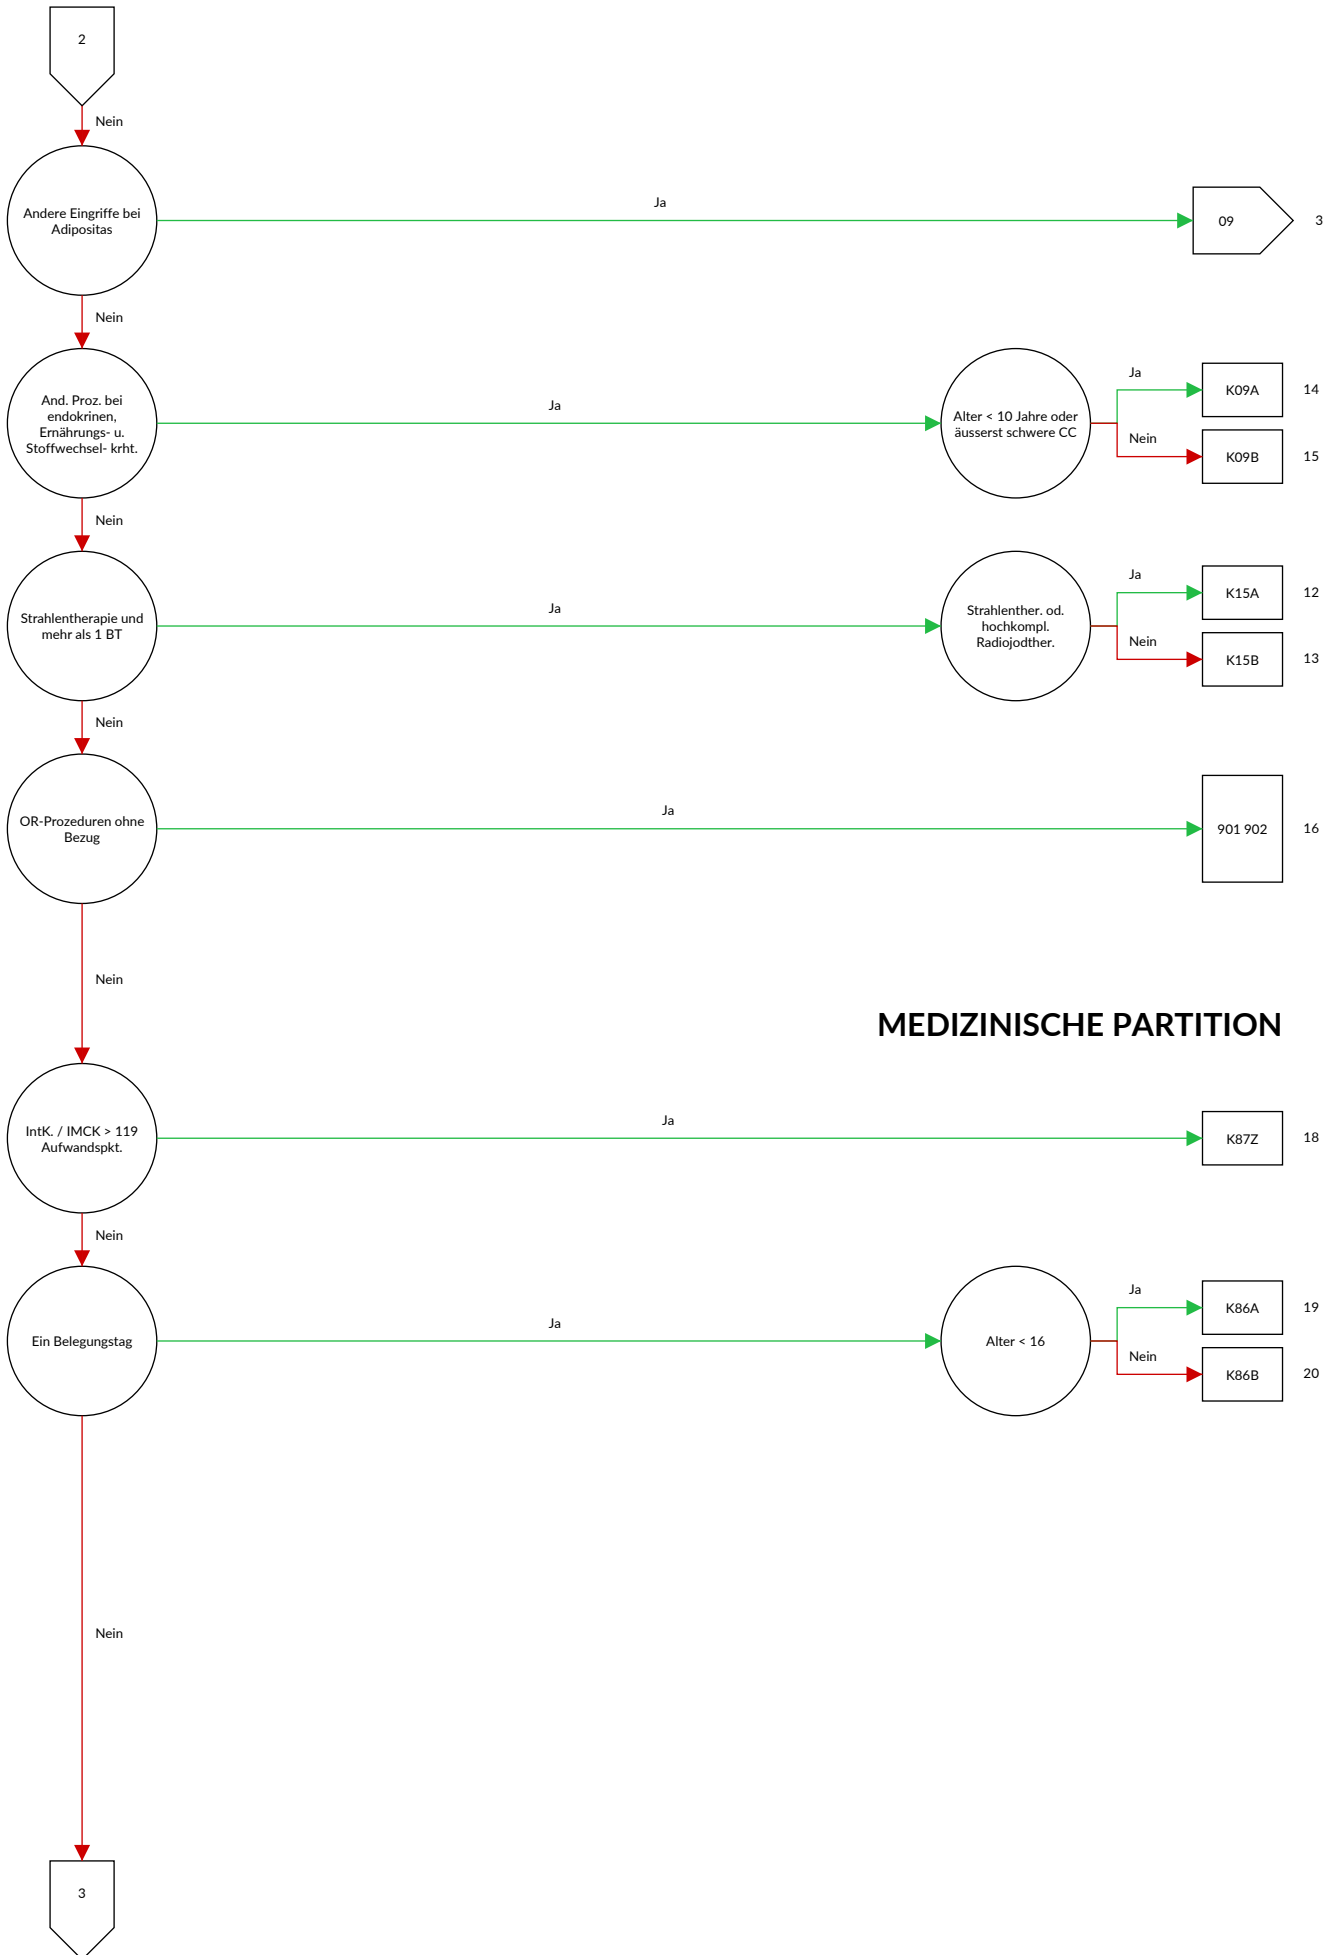 2
Nein
Andere Eingriffe bei
Adipositas
Ja
09
3
Nein
And. Proz. bei
endokrinen,
Ernährungs- u.
Stoffwechsel- krht.
Ja
Alter < 10 Jahre oder
äusserst schwere CC
Ja
K09A
14
Nein
K09B
15
Nein
Strahlentherapie und
mehr als 1 BT
Ja
Strahlenther. od.
hochkompl.
Radiojodther.
Ja
K15A
12
Nein
K15B
13
Nein
OR-Prozeduren ohne
Bezug
Ja
901 902
16
Nein
MEDIZINISCHE PARTITION
IntK. / IMCK > 119
Aufwandspkt.
Ja
K87Z
18
Nein
Ein Belegungstag
Ja
Alter < 16
Ja
K86A
19
Nein
K86B
20
Nein
3